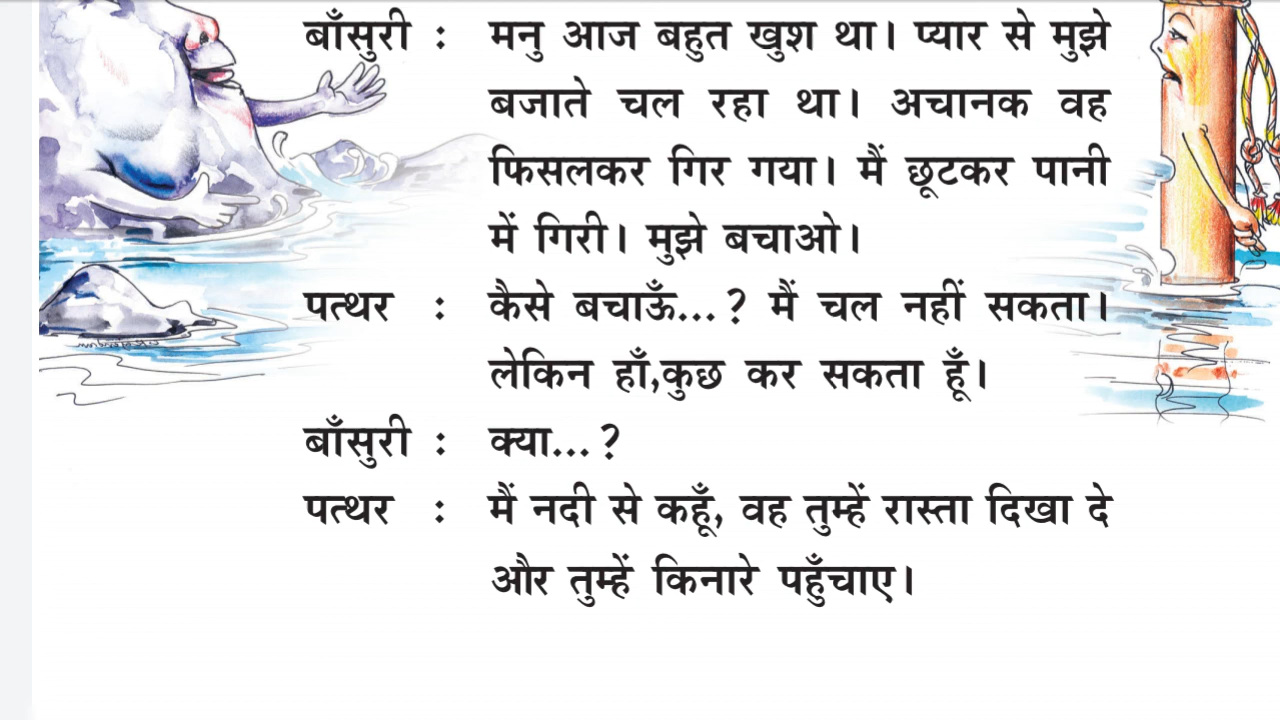 बाँसुरी : मनु आज बहुत खुश था। प्यार से मुझे
बजाते चल रहा था। अचानक वह
फिसलकर गिर गया। मैं छूटकर पानी
में गिरी। मुझे बचाओ।
पत्थर : कैसे बचाऊँ...? मैं चल नहीं सकता।
लेकिन हाँ,कुछ कर सकता हूँ।
बाँसुरी : क्या...?
पत्थर : मैं नदी से कहूँ, वह तुम्हें रास्ता दिखा दे
और तुम्हें किनारे पहुँचाए।